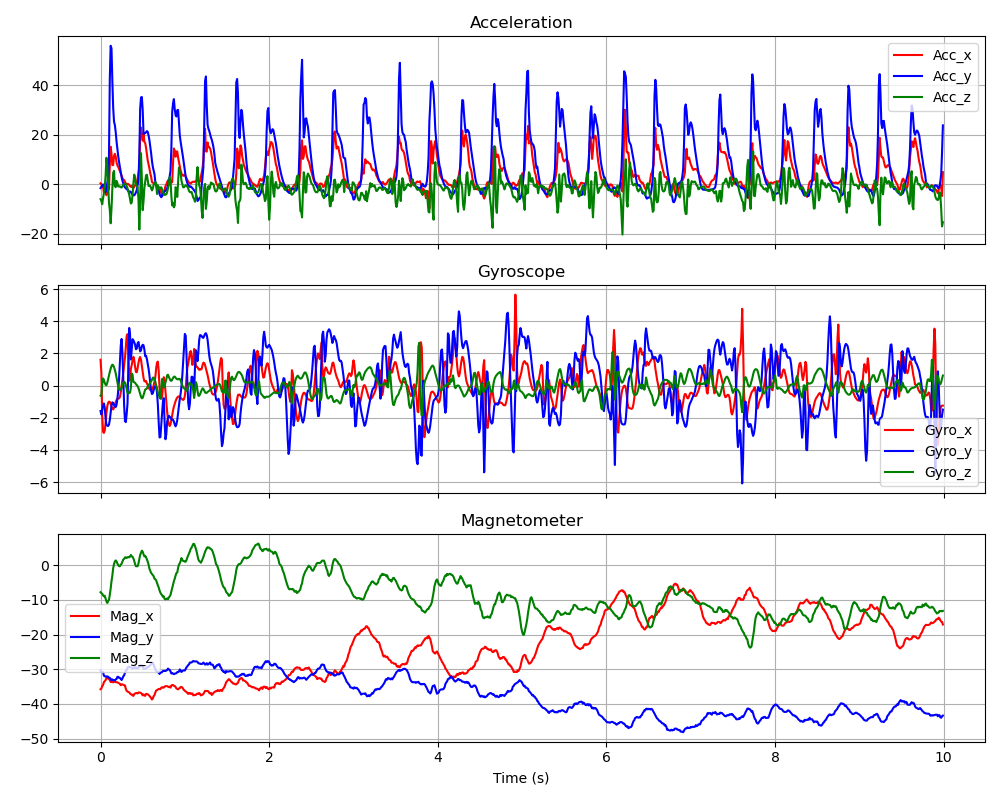 Acceleration
40
20
0
−20
Acc_x
Acc_y
Acc_z
Gyroscope
6
4
2
0
−2
−4
−6
Gyro_x
Gyro_y
Gyro_z
Magnetometer
0
−10
−20
−30
−40
−50
Mag_x
Mag_y
Mag_z
0 2 4 6 8 10
Time (s)